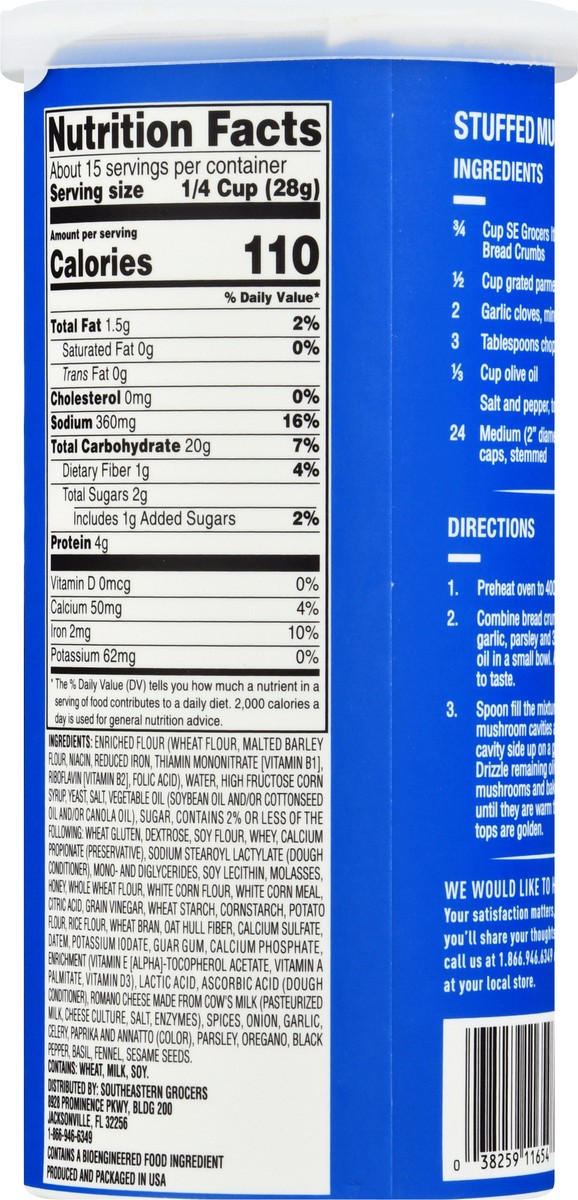 Nutrition Facts
About 15 servings per container
Serving size 1/4 Cup (28g)
Amount per serving
Calories 110
% Daily Value*
Total Fat 1.5g 2%
Saturated Fat 0g 0%
Trans Fat 0g
Cholesterol 0mg 0%
Sodium 360mg 16%
Total Carbohydrate 20g 7%
Dietary Fiber 1g 4%
Total Sugars 2g
Includes 1g Added Sugars 2%
Protein 4g
Vitamin D 0mcg 0%
Calcium 50mg 4%
Iron 2mg 10%
Potassium 62mg 0%
*The % Daily Value (DV) tells you how much a nutrient in a
serving of food contributes to a daily diet. 2,000 calories a
day is used for general nutrition advice.
INGREDIENTS: ENRICHED FLOUR (WHEAT FLOUR, MALTED BARLEY
FLOUR, NIACIN, REDUCED IRON, THIAMIN MONONITRATE [VITAMIN B1],
RIBOFLAVIN [VITAMIN B2], FOLIC ACID), WATER, HIGH FRUCTOSE CORN
SYRUP, YEAST, SALT, VEGETABLE OIL (SOYBEAN OIL AND/OR COTTONSEED
OIL AND/OR CANOLA OIL), SUGAR, CONTAINS 2% OR LESS OF THE
FOLLOWING: WHEAT GLUTEN, DEXTROSE, SOY FLOUR, WHEY, CALCIUM
PROPIONATE (PRESERVATIVE), SODIUM STEAROYL LACTYLATE (DOUGH
CONDITIONER), MONO- AND DIGLYCERIDES, SOY LECITHIN, MOLASSES,
HONEY, WHOLE WHEAT FLOUR, WHITE CORN FLOUR, WHITE CORN MEAL,
CITRIC ACID, GRAIN VINEGAR, WHEAT STARCH, CORNSTARCH, POTATO
FLOUR, RICE FLOUR, WHEAT BRAN, OAT HULL FIBER, CALCIUM SULFATE,
DATEM, POTASSIUM IODATE, GUAR GUM, CALCIUM PHOSPHATE,
ENRICHMENT (VITAMIN E [ALPHA]-TOCOPHEROL ACETATE, VITAMIN A
PALMITATE, VITAMIN D3), LACTIC ACID, ASCORBIC ACID (DOUGH
CONDITIONER), ROMANO CHEESE MADE FROM COW'S MILK (PASTEURIZED
MILK, CHEESE CULTURE, SALT, ENZYMES), SPICES, ONION, GARLIC,
CELERY, PAPRIKA AND ANNATTO (COLOR), PARSLEY, OREGANO, BLACK
PEPPER, BASIL, FENNEL, SESAME SEEDS.
CONTAINS: WHEAT, MILK, SOY.
DISTRIBUTED BY: SOUTHEASTERN GROCERS
8928 PROMINENCE PKWY, BLDG 200
JACKSONVILLE, FL 32256
1-866-946-6349
CONTAINS A BIOENGINEERED FOOD INGREDIENT
PRODUCED AND PACKAGED IN USA
STUFFED MU
INGREDIENTS
¾ Cup SE Grocers
Bread Crumbs
½ Cup grated parme
2 Garlic cloves, min
3 Tablespoons chop
⅓ Cup olive oil
Salt and pepper, t
24 Medium (2" diame
caps, stemmed
DIRECTIONS
1. Preheat oven to 400
2. Combine bread crum
garlic, parsley and 3
oil in a small bowl.
to taste.
3. Spoon fill the mixtur
mushroom cavities
cavity side up on a
Drizzle remaining oil
mushrooms and bak
until they are warm
tops are golden.
WE WOULD LIKE TO H
Your satisfaction matters,
you'll share your thoughts
call us at 1.866.946.6349
at your local store.
0 38259 11654